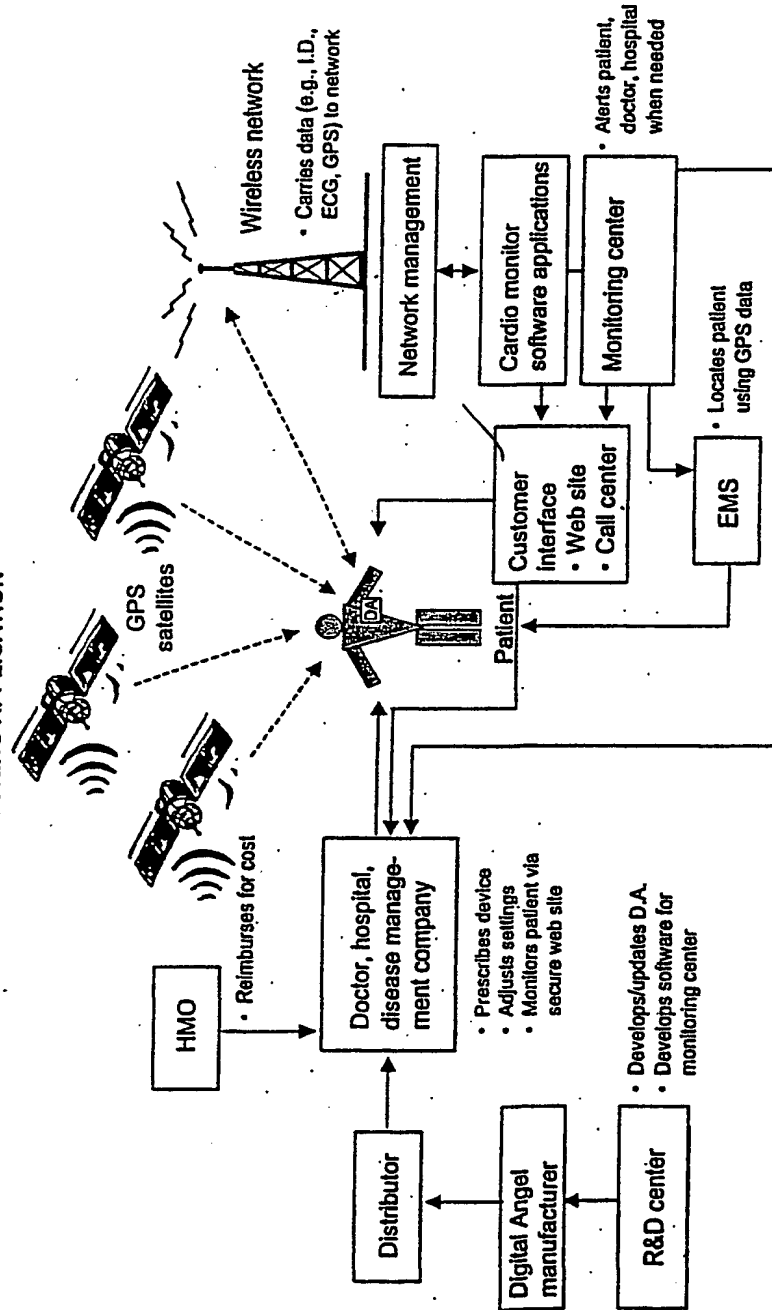 GPS
satellites
Wireless network
• Carries data (e.g., I.D.,
ECG, GPS) to network
HMO
• Reimburses for cost
DA
Patient
Network management
Distributor
Doctor, hospital,
disease manage-
ment company
• Prescribes device
• Adjusts settings
• Monitors patient via
secure web site
Customer
interface
• Web site
• Call center
Cardio monitor
software applications
Monitoring center
• Alerts patient,
doctor, hospital
when needed
Digital Angel
manufacturer
R&D center
• Develops/updates D.A.
• Develops software for
monitoring center
EMS
• Locates patient
using GPS data